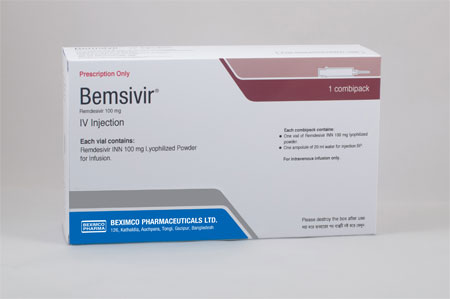 Prescription Only
Bemsivir®
Remdesivir 100 mg
IV Injection
Each vial contains:
Remdesivir INN 100 mg Lyophilized Powder
for Infusion.
1 combipack
Each combipack contains:
One vial of Remdesivir INN 100 mg lyophilized
powder.
One ampoule of 20 ml water for injection BP
For intravenous infusion only.
BEXIMCO
PHARMA
BEXIMCO PHARMACEUTICALS LTD.
126, Kathaldia, Auchpara, Tongi, Gazipur, Bangladesh
Please destroy the box after use